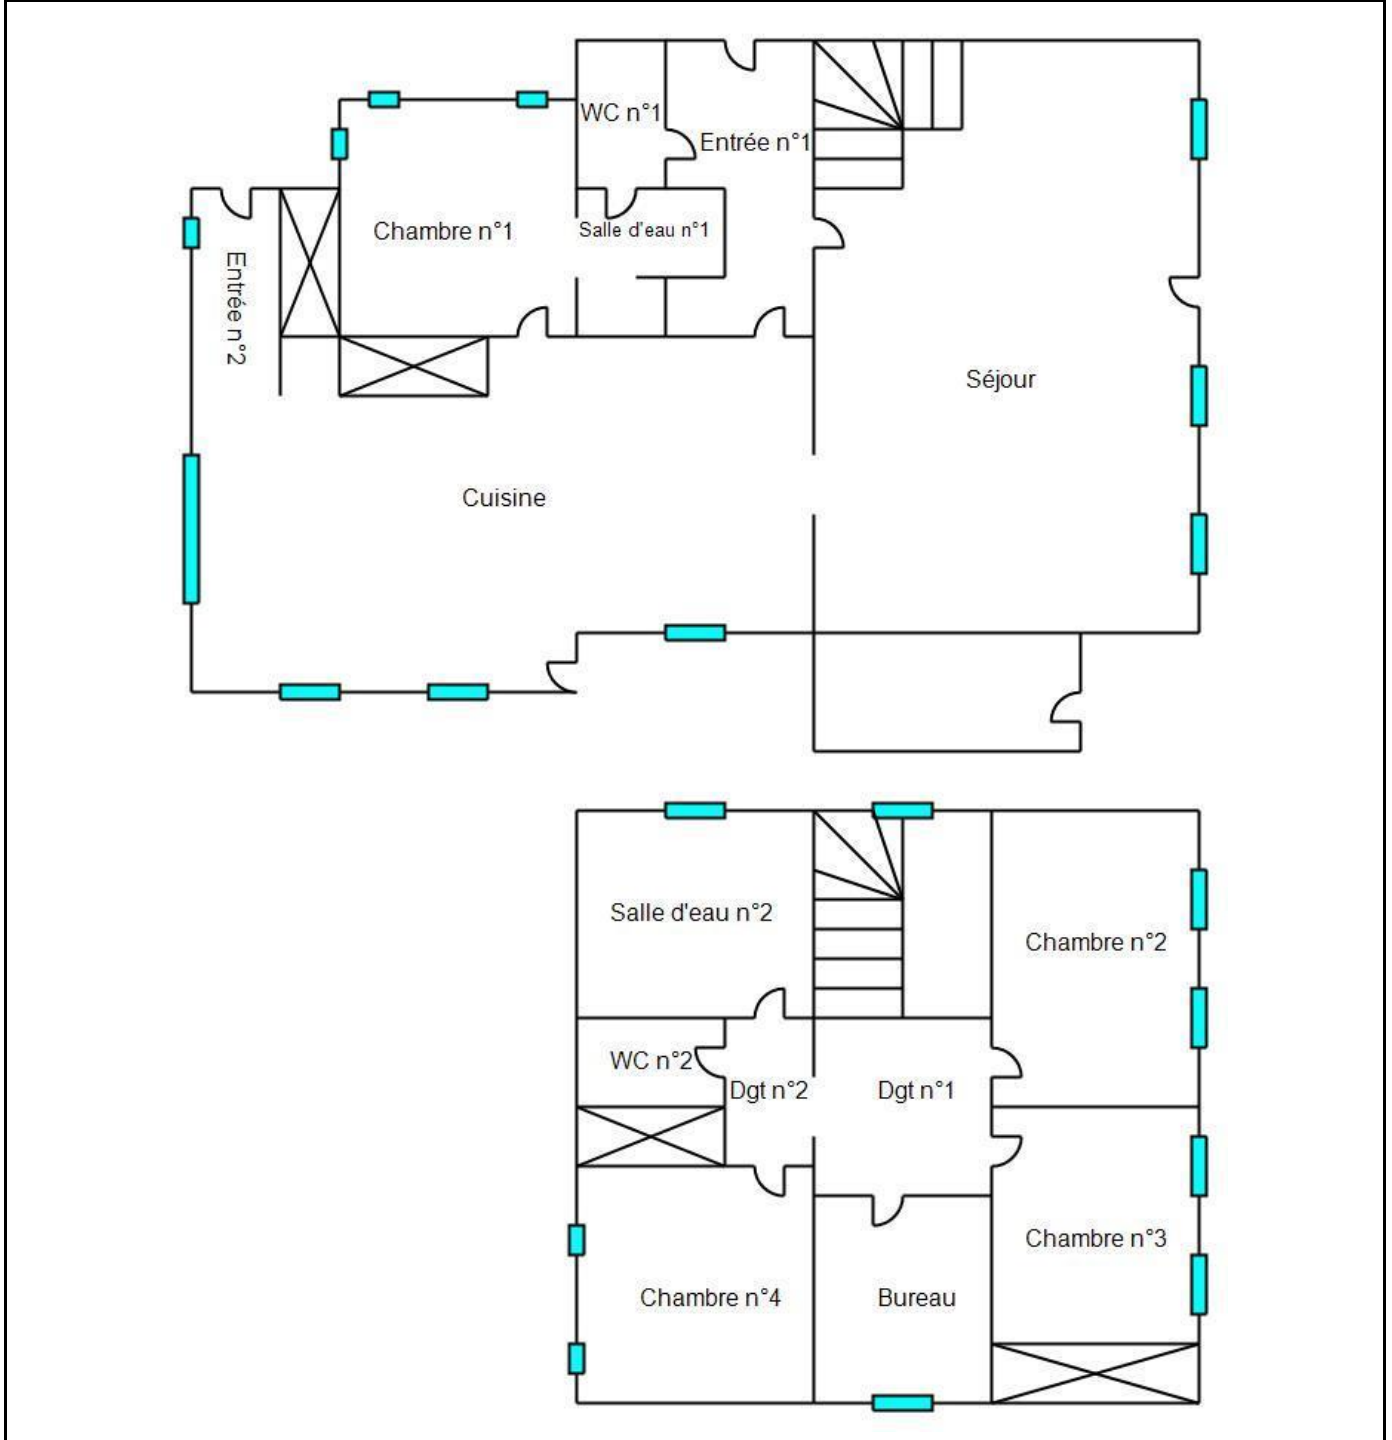 WC n°1
Entrée n°1
Chambre n°1
Salle d'eau n°1
Entrée n°2
Séjour
Cuisine
Salle d'eau n°2
Chambre n°2
WC n°2
Dgt n°2
Dgt n°1
Chambre n°3
Chambre n°4
Bureau